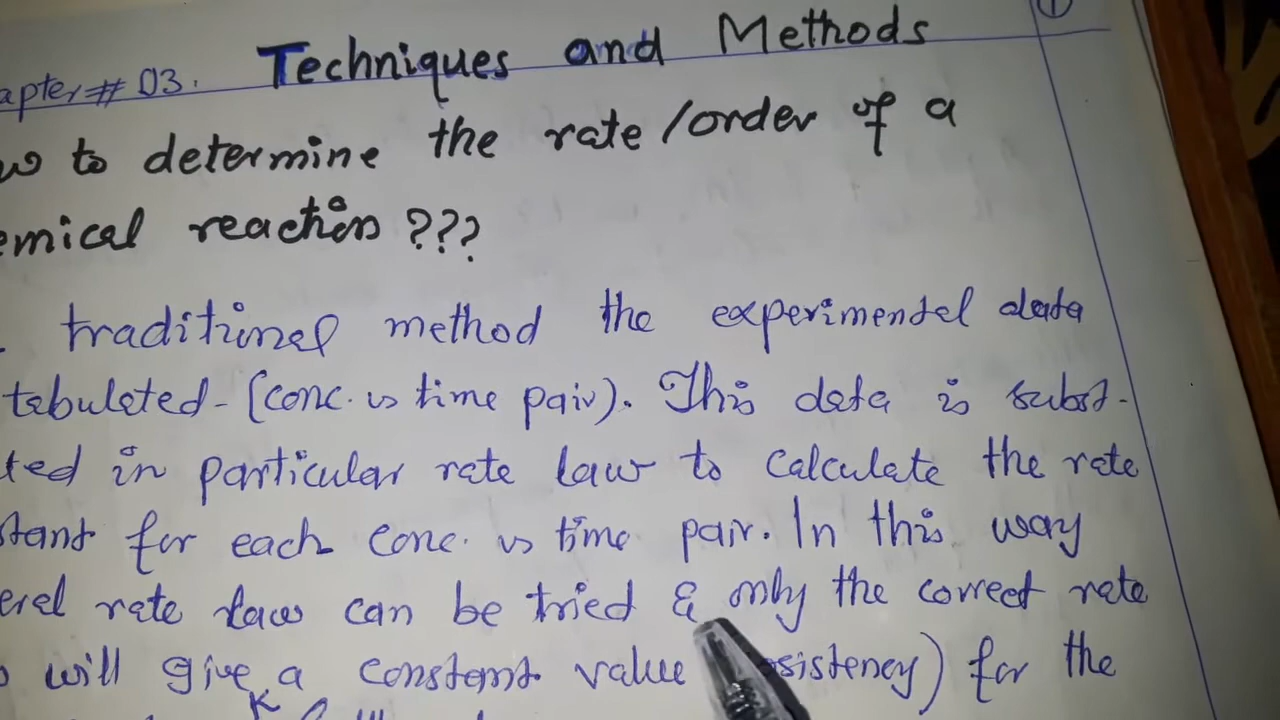 ①
apter# 03. Techniques and Methods
w to determine the rate/order of a
emical reaction ???
traditional method the experimental data
tabulated - (conc. vs time pair). This data is subst-
ted in particular rate law to calculate the rate
stant for each conc. vs time pair. In this way
eral rate law can be tried & only the correct rate
will give a constant value sistency) for the
K